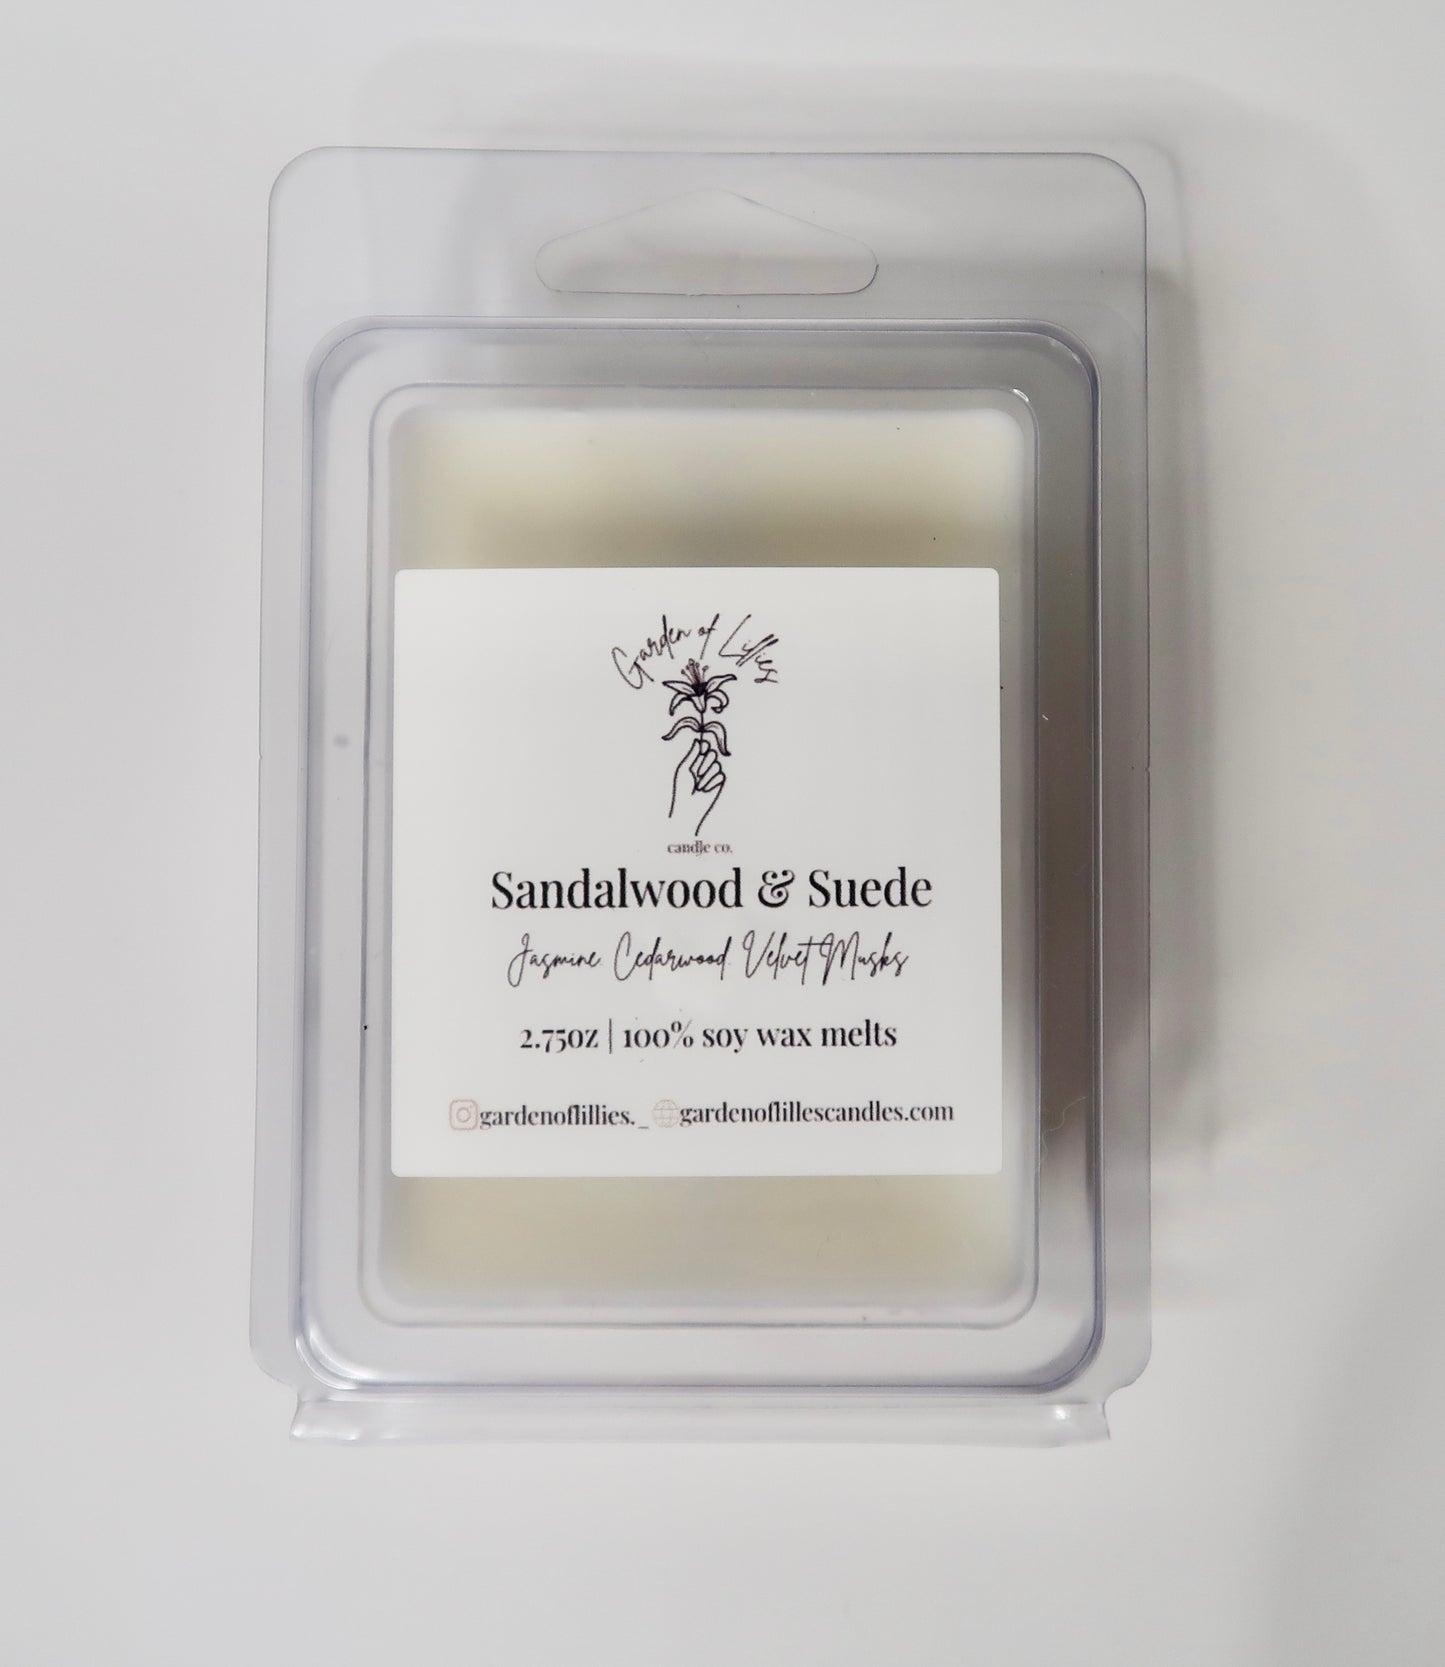 Garden of Lillies
candle co.
Sandalwood & Suede
Jasmine. Cedarwood. Velvet Musks
2.75oz | 100% soy wax melts
gardenoflillies._ gardenoflillescandles.com